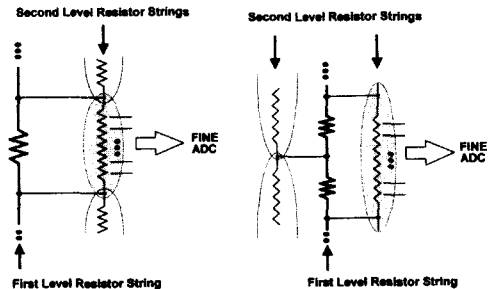 Second Level Resistor Strings
Second Level Resistor Strings
FINE
ADC
FINE
ADC
First Level Resistor String
First Level Resistor String